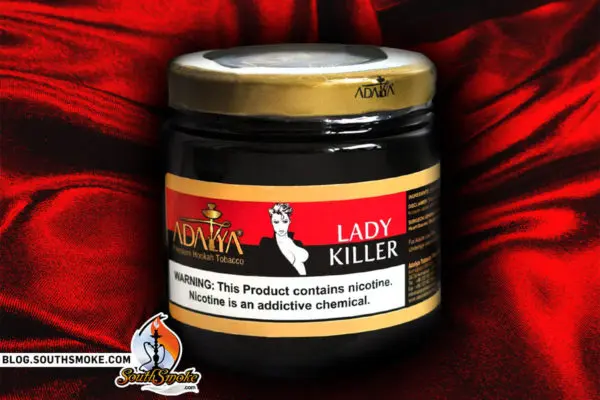 ADALYA
ADALYA®
Premium Hookah Tobacco
LADY
KILLER
WARNING: This Product contains nicotine.
Nicotine is an addictive chemical.
BLOG.SOUTHSMOKE.COM
SouthSmoke
.com